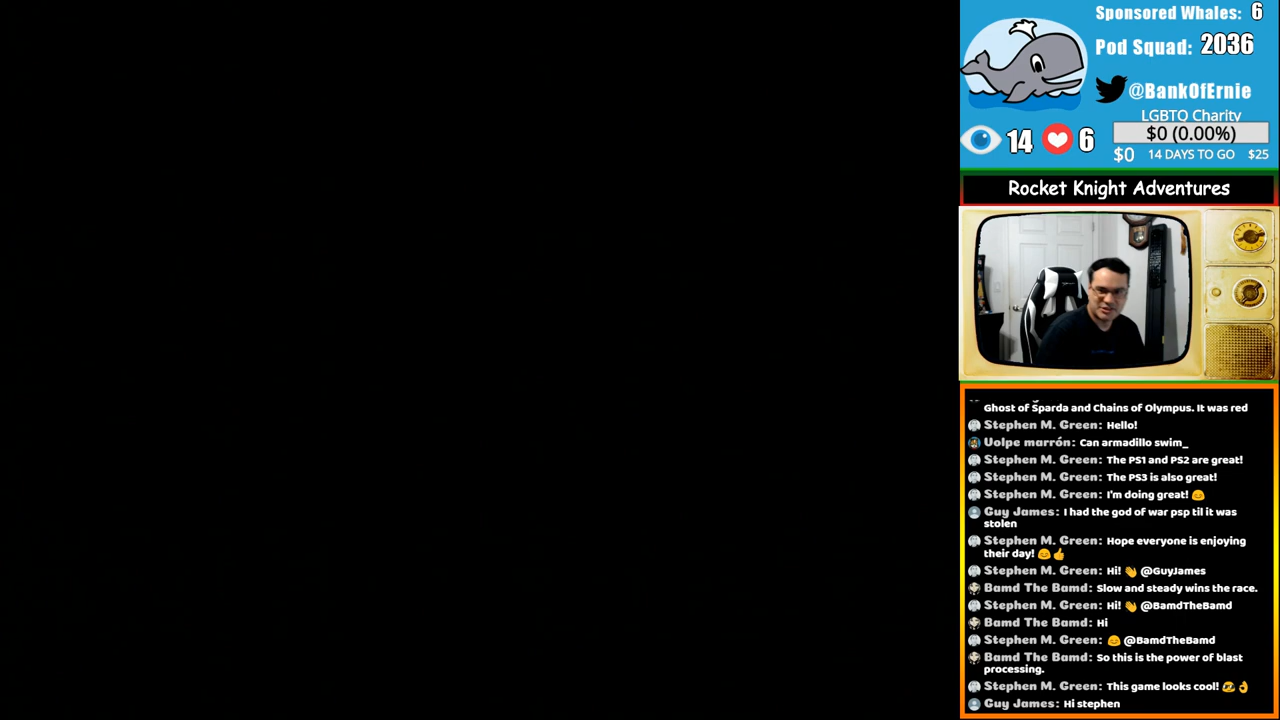 Sponsored Whales: 6
Pod Squad: 2036
@BankOfErnie
LGBTQ Charity
$0 (0.00%)
14 6 $0 14 DAYS TO GO $25
Rocket Knight Adventures
Ghost of Sparda and Chains of Olympus. It was red
Stephen M. Green: Hello!
Uolpe marrón: Can armadillo swim_
Stephen M. Green: The PS1 and PS2 are great!
Stephen M. Green: The PS3 is also great!
Stephen M. Green: I'm doing great! 😊
Guy James: I had the god of war psp til it was
stolen
Stephen M. Green: Hope everyone is enjoying
their day! 😊👍
Stephen M. Green: Hi! 👋 @GuyJames
Bamd The Bamd: Slow and steady wins the race.
Stephen M. Green: Hi! 👋 @BamdTheBamd
Bamd The Bamd: Hi
Stephen M. Green: 😊 @BamdTheBamd
Bamd The Bamd: So this is the power of blast
processing.
Stephen M. Green: This game looks cool! 👌
Guy James: Hi stephen